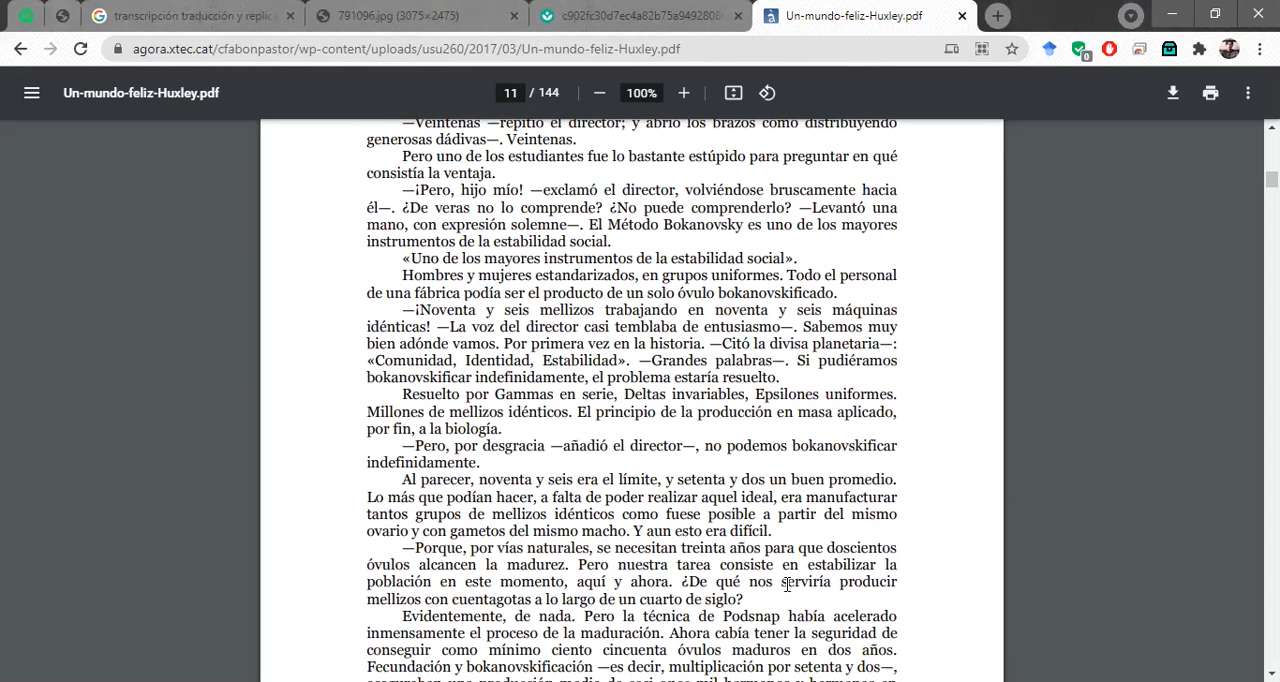 transcripción traducción y replic
791096.jpg (3075×2475)
c902fc30d7ec4a82b75a9492808
Un-mundo-feliz-Huxley.pdf
agora.xtec.cat/cfabonpastor/wp-content/uploads/usu260/2017/03/Un-mundo-feliz-Huxley.pdf
0
Un-mundo-feliz-Huxley.pdf
11 / 144
100%
—Veintenas —repitió el director; y abrió los brazos como distribuyendo
generosas dádivas—. Veintenas.
Pero uno de los estudiantes fue lo bastante estúpido para preguntar en qué
consistía la ventaja.
—¡Pero, hijo mío! —exclamó el director, volviéndose bruscamente hacia
él—. ¿De veras no lo comprende? ¿No puede comprenderlo? —Levantó una
mano, con expresión solemne—. El Método Bokanovsky es uno de los mayores
instrumentos de la estabilidad social.
«Uno de los mayores instrumentos de la estabilidad social».
Hombres y mujeres estandarizados, en grupos uniformes. Todo el personal
de una fábrica podía ser el producto de un solo óvulo bokanovskificado.
—¡Noventa y seis mellizos trabajando en noventa y seis máquinas
idénticas! —La voz del director casi temblaba de entusiasmo—. Sabemos muy
bien adónde vamos. Por primera vez en la historia. —Citó la divisa planetaria—:
«Comunidad, Identidad, Estabilidad». —Grandes palabras—. Si pudiéramos
bokanovskificar indefinidamente, el problema estaría resuelto.
Resuelto por Gammas en serie, Deltas invariables, Epsilones uniformes.
Millones de mellizos idénticos. El principio de la producción en masa aplicado,
por fin, a la biología.
—Pero, por desgracia —añadió el director—, no podemos bokanovskificar
indefinidamente.
Al parecer, noventa y seis era el límite, y setenta y dos un buen promedio.
Lo más que podían hacer, a falta de poder realizar aquel ideal, era manufacturar
tantos grupos de mellizos idénticos como fuese posible a partir del mismo
ovario y con gametos del mismo macho. Y aun esto era difícil.
—Porque, por vías naturales, se necesitan treinta años para que doscientos
óvulos alcancen la madurez. Pero nuestra tarea consiste en estabilizar la
población en este momento, aquí y ahora. ¿De qué nos serviría producir
mellizos con cuentagotas a lo largo de un cuarto de siglo?
Evidentemente, de nada. Pero la técnica de Podsnap había acelerado
inmensamente el proceso de la maduración. Ahora cabía tener la seguridad de
conseguir como mínimo ciento cincuenta óvulos maduros en dos años.
Fecundación y bokanovskificación —es decir, multiplicación por setenta y dos—,